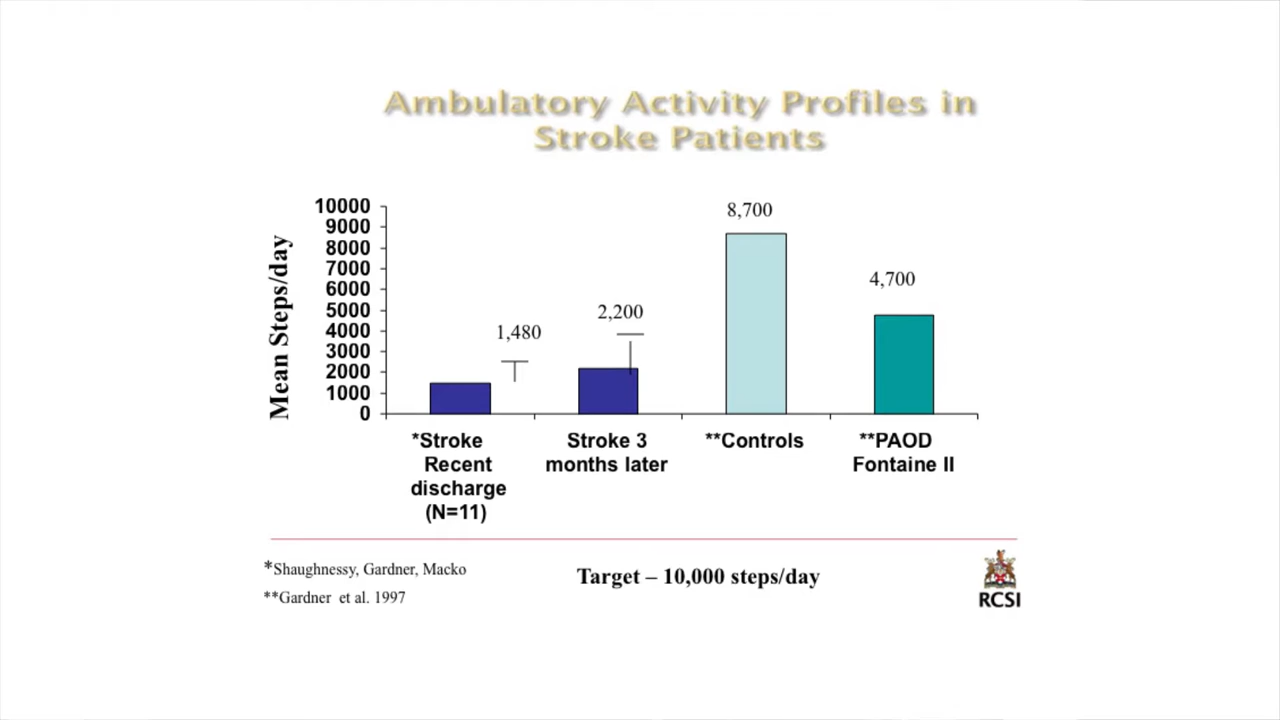 Ambulatory Activity Profiles in
Stroke Patients
Mean Steps/day
10000
9000
8000
7000
6000
5000
4000
3000
2000
1000
0
1,480
2,200
8,700
4,700
*Stroke
Recent
discharge
(N=11)
Stroke 3
months later
**Controls
**PAOD
Fontaine II
*Shaughnessy, Gardner, Macko
**Gardner et al. 1997
Target – 10,000 steps/day
RCSI